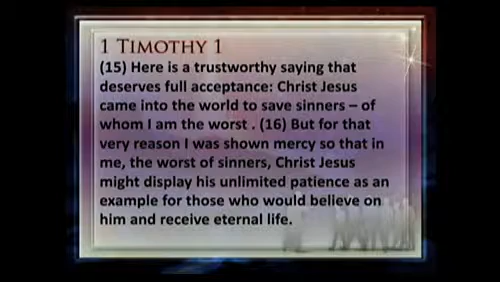 1 TIMOTHY 1
(15) Here is a trustworthy saying that
deserves full acceptance: Christ Jesus
came into the world to save sinners – of
whom I am the worst . (16) But for that
very reason I was shown mercy so that in
me, the worst of sinners, Christ Jesus
might display his unlimited patience as an
example for those who would believe on
him and receive eternal life.